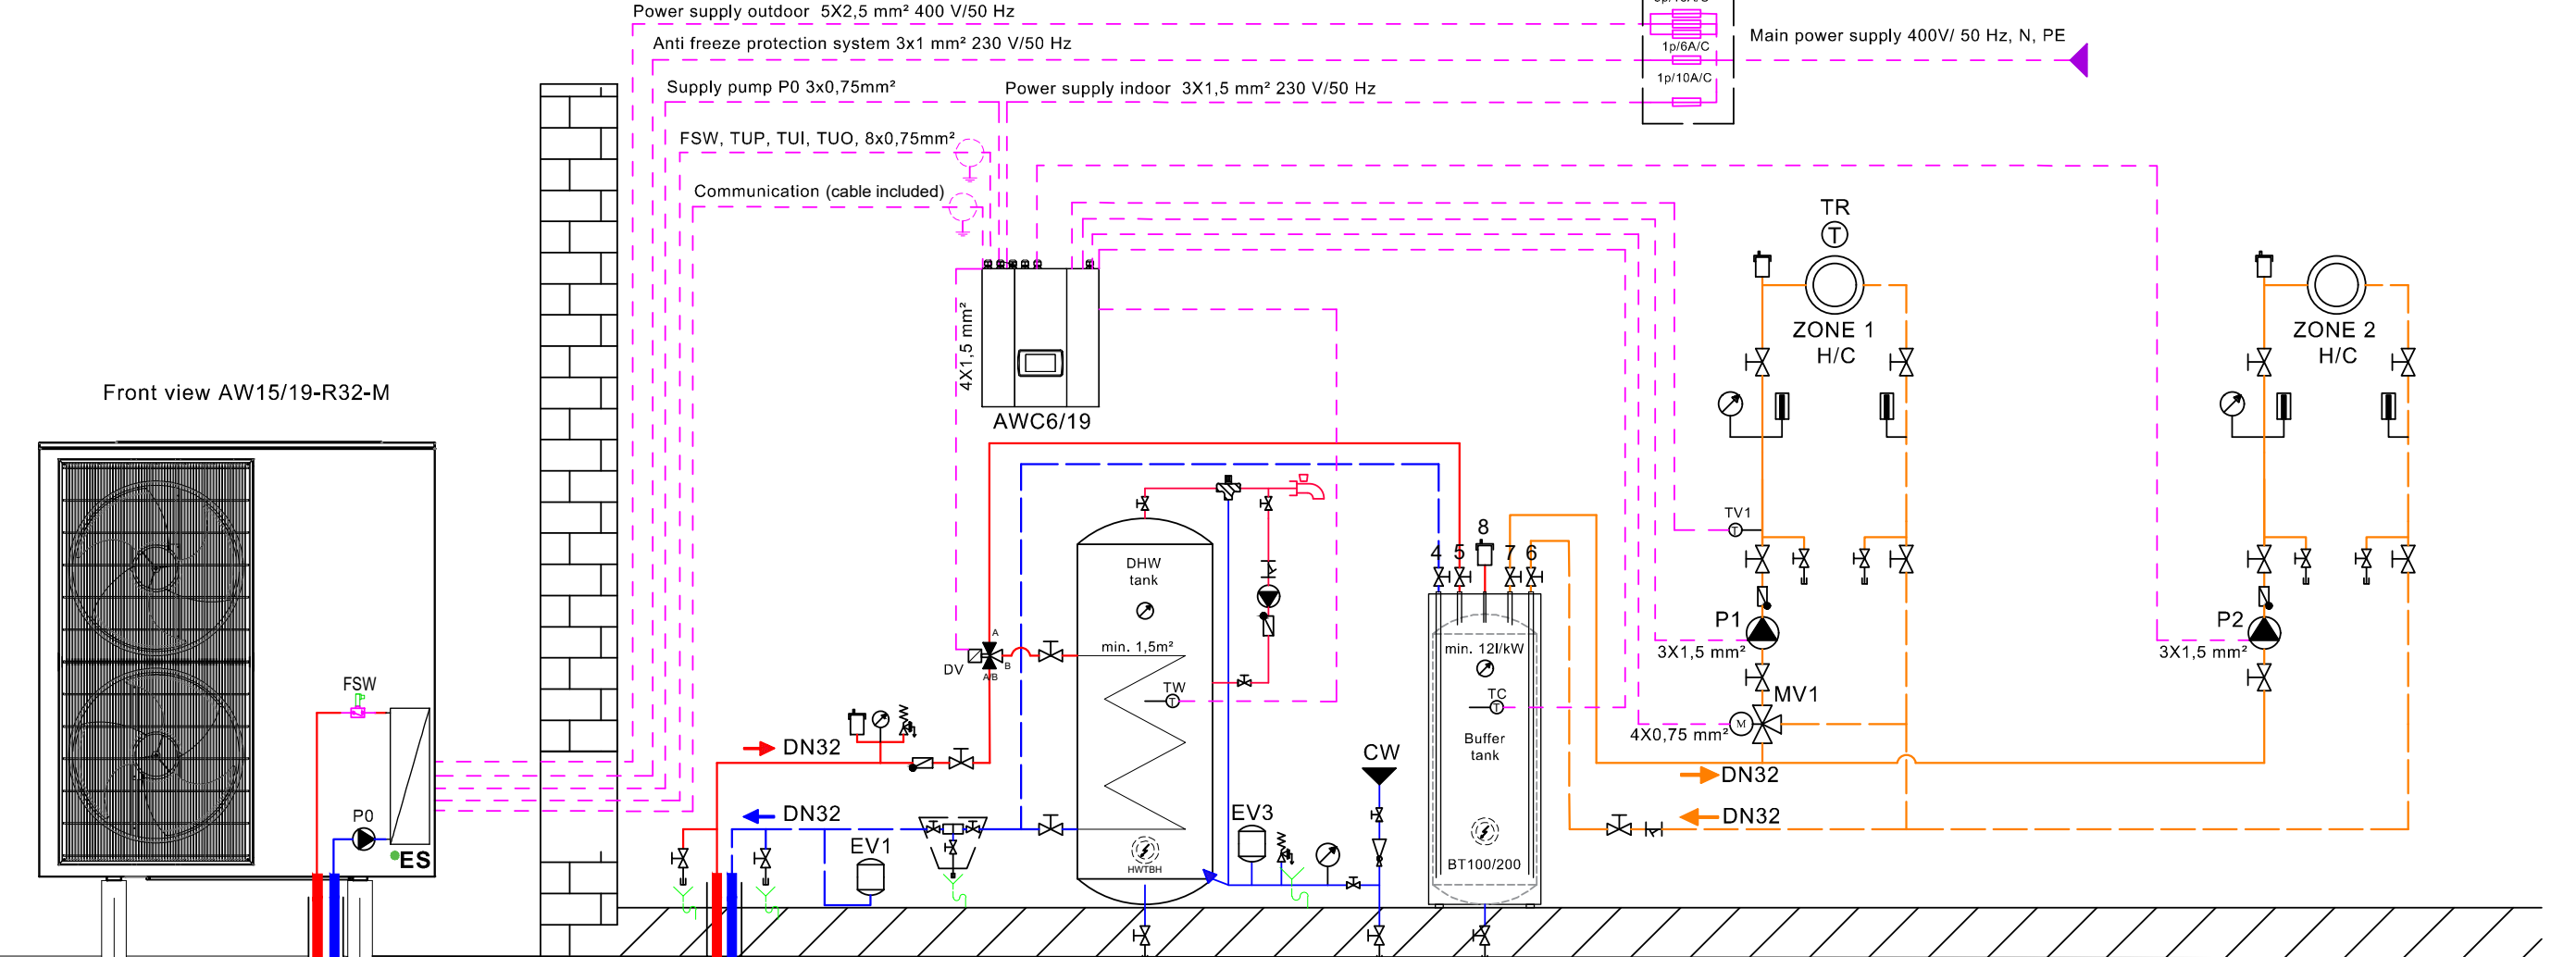 Power supply outdoor 5X2,5 mm² 400 V/50 Hz
Anti freeze protection system 3x1 mm² 230 V/50 Hz
1p/6A/C
Main power supply 400V/ 50 Hz, N, PE
1p/10A/C
Supply pump P0 3x0,75mm²
Power supply indoor 3X1,5 mm² 230 V/50 Hz
FSW, TUP, TUI, TUO, 8x0,75mm²
Communication (cable included)
TR
T
ZONE 1
H/C
ZONE 2
H/C
4X1,5 mm²
AWC6/19
Front view AW15/19-R32-M
TV1
T
8
4
5
7
6
DHW
tank
min. 1,5m²
TW
T
HWTBH
A
B
A/B
DV
min. 12l/kW
TC
T
Buffer
tank
BT100/200
P1
3X1,5 mm²
P2
3X1,5 mm²
MV1
M
4X0,75 mm²
FSW
P0
ES
DN32
DN32
EV1
EV3
CW
DN32
DN32